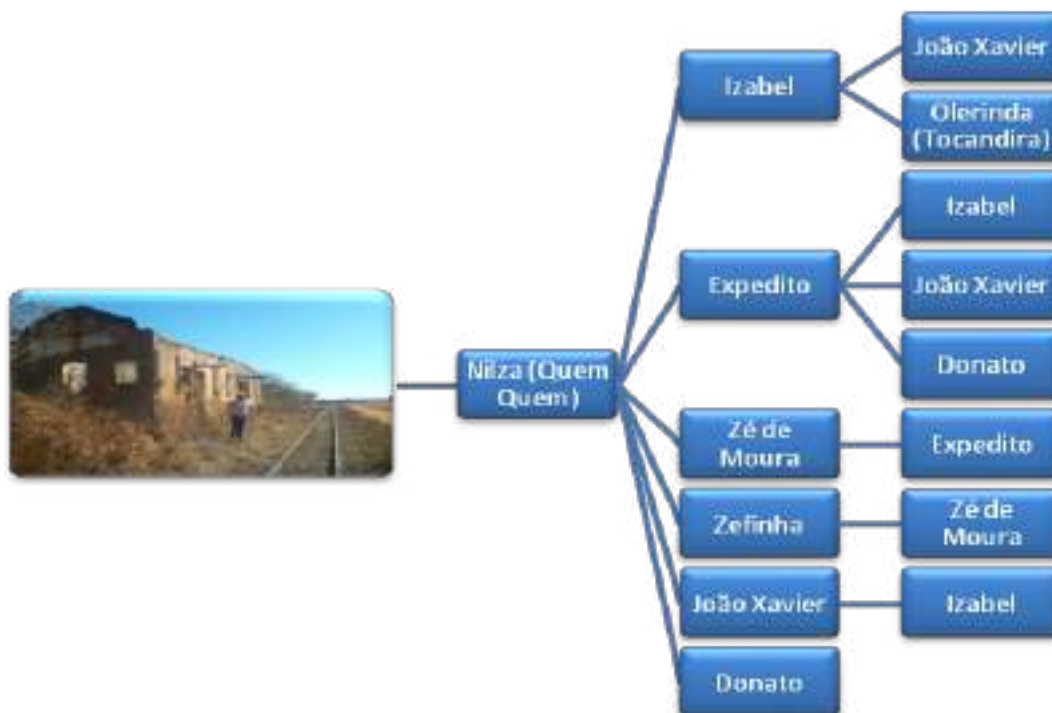 João Xavier
Izabel
Olerinda
(Tocandira)
Izabel
Expedito
João Xavier
Donato
Nilza (Quem
Quem)
Zé de
Moura
Expedito
Zefinha
Zé de
Moura
João Xavier
Izabel
Donato